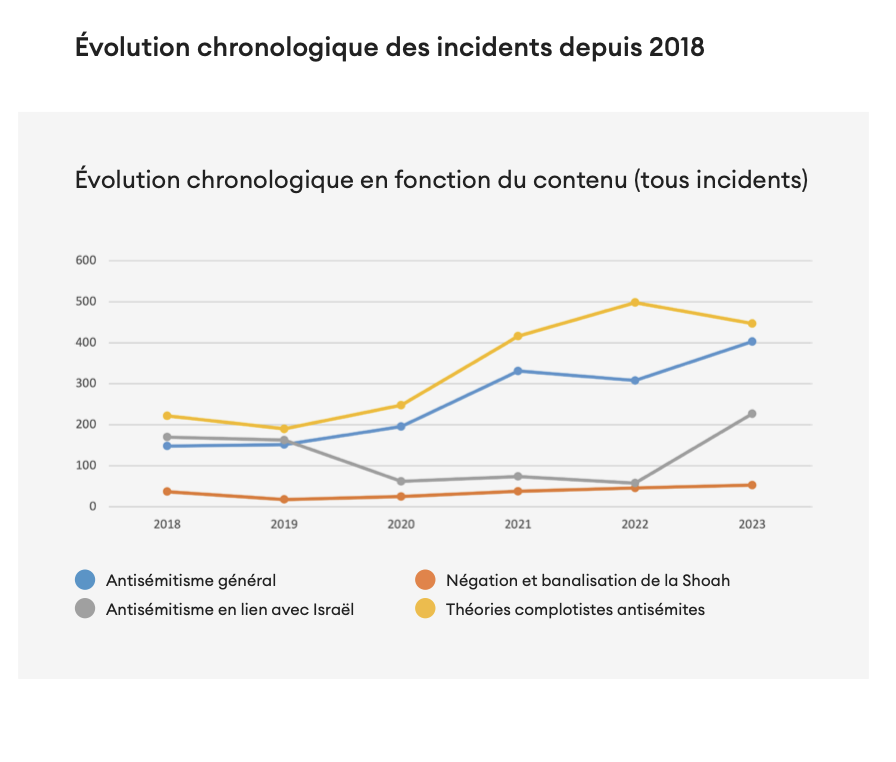 Évolution chronologique des incidents depuis 2018
Évolution chronologique en fonction du contenu (tous incidents)
600
500
400
300
200
100
0
2018 2019 2020 2021 2022 2023
Antisémitisme général Négation et banalisation de la Shoah
Antisémitisme en lien avec Israël Théories complotistes antisémites